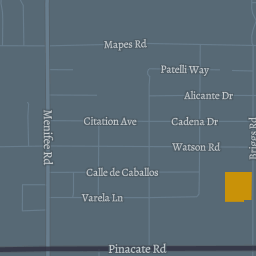 Mapes Rd
Patelli Way
Alicante Dr
Citation Ave
Cadena Dr
Menifee Rd
Briggs Rd
Watson Rd
Calle de Caballos
Varela Ln
Pinacate Rd